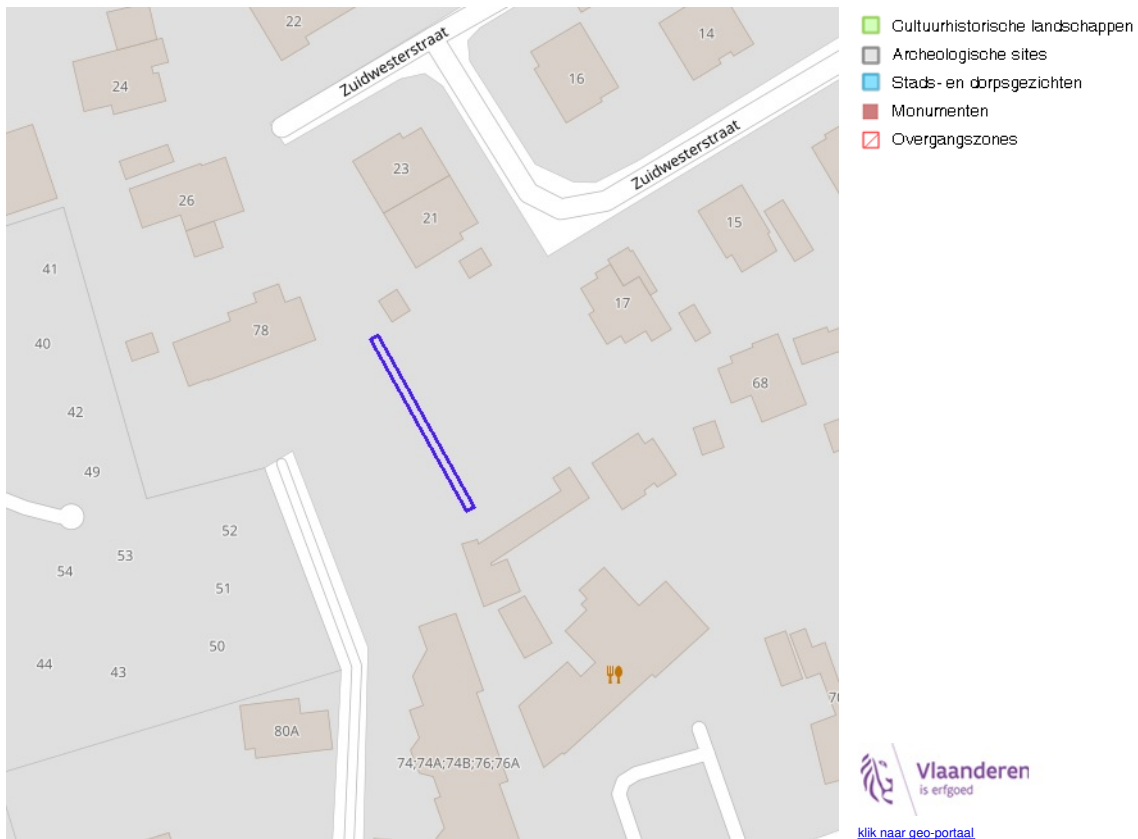 22
14
24
Zuidwesterstraat
16
Zuidwesterstraat
23
26
21
15
41
17
78
40
68
42
49
52
53
54
51
50
44
43
80A
74;74A;74B;76;76A
Cultuurhistorische landschappen
Archeologische sites
Stads- en dorpsgezichten
Monumenten
Overgangszones
Vlaanderen
is erfgoed
klik naar geo-portaal